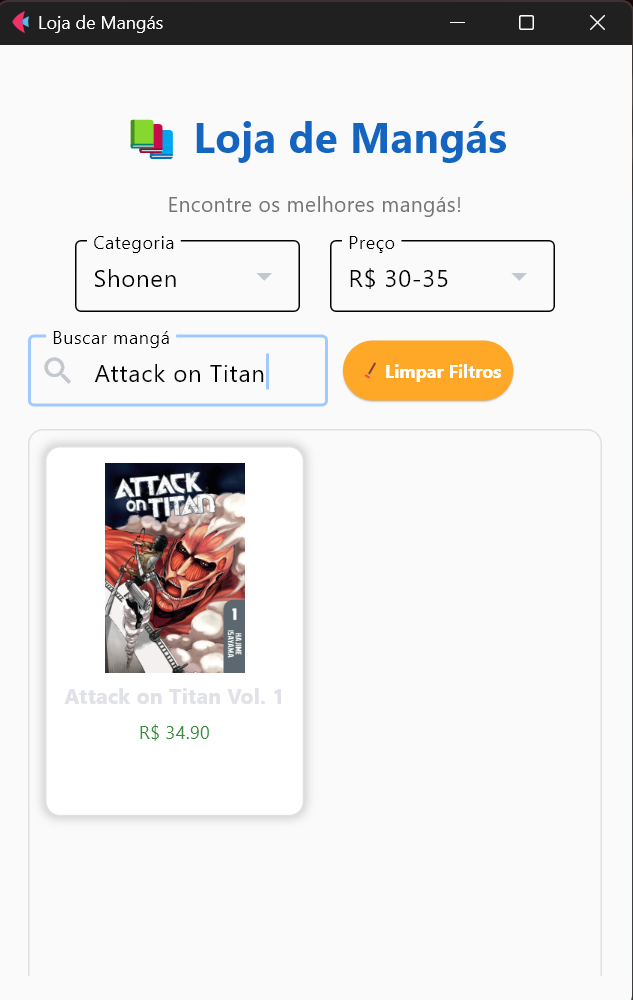 Loja de Mangás
Loja de Mangás
Encontre os melhores mangás!
Categoria
Shonen
Preço
R$ 30-35
Buscar mangá
Attack on Titan
Limpar Filtros
ATTACK
on TITAN
1
HAJIME
ISAYAMA
Attack on Titan Vol. 1
R$ 34.90